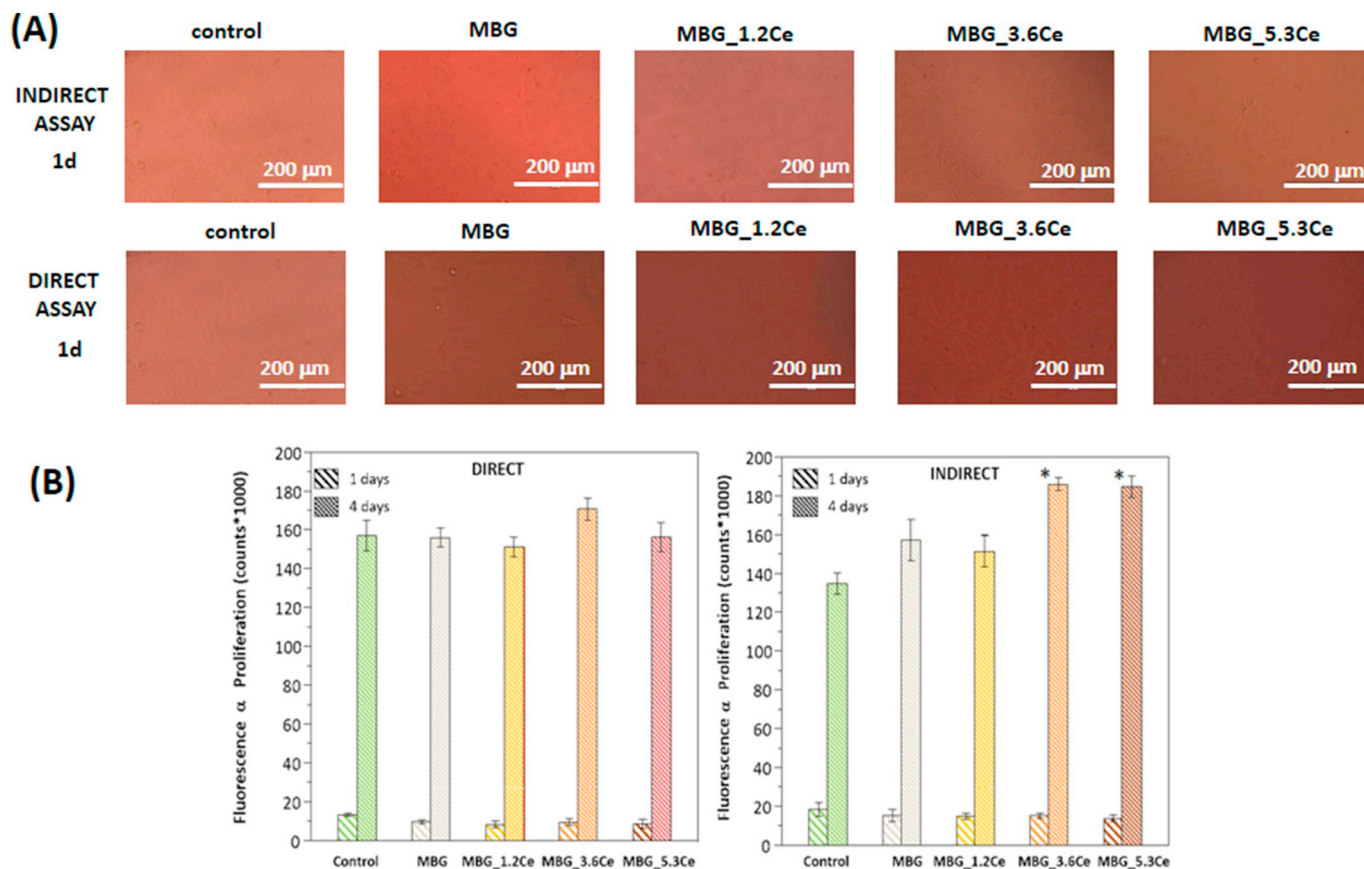 (A)
control MBG MBG_1.2Ce MBG_3.6Ce MBG_5.3Ce
INDIRECT
ASSAY
1d
200 µm 200 µm 200 µm 200 µm 200 µm
control MBG MBG_1.2Ce MBG_3.6Ce MBG_5.3Ce
DIRECT
ASSAY
1d
200 µm 200 µm 200 µm 200 µm 200 µm
(B)
Fluorescence α Proliferation (counts*1000)
200
180
160
140
120
100
80
60
40
20
0
DIRECT
1 days
4 days
Control MBG MBG_1.2Ce MBG_3.6Ce MBG_5.3Ce
Fluorescence α Proliferation (counts*1000)
200
180
160
140
120
100
80
60
40
20
0
INDIRECT
1 days
4 days
* *
Control MBG MBG_1.2Ce MBG_3.6Ce MBG_5.3Ce